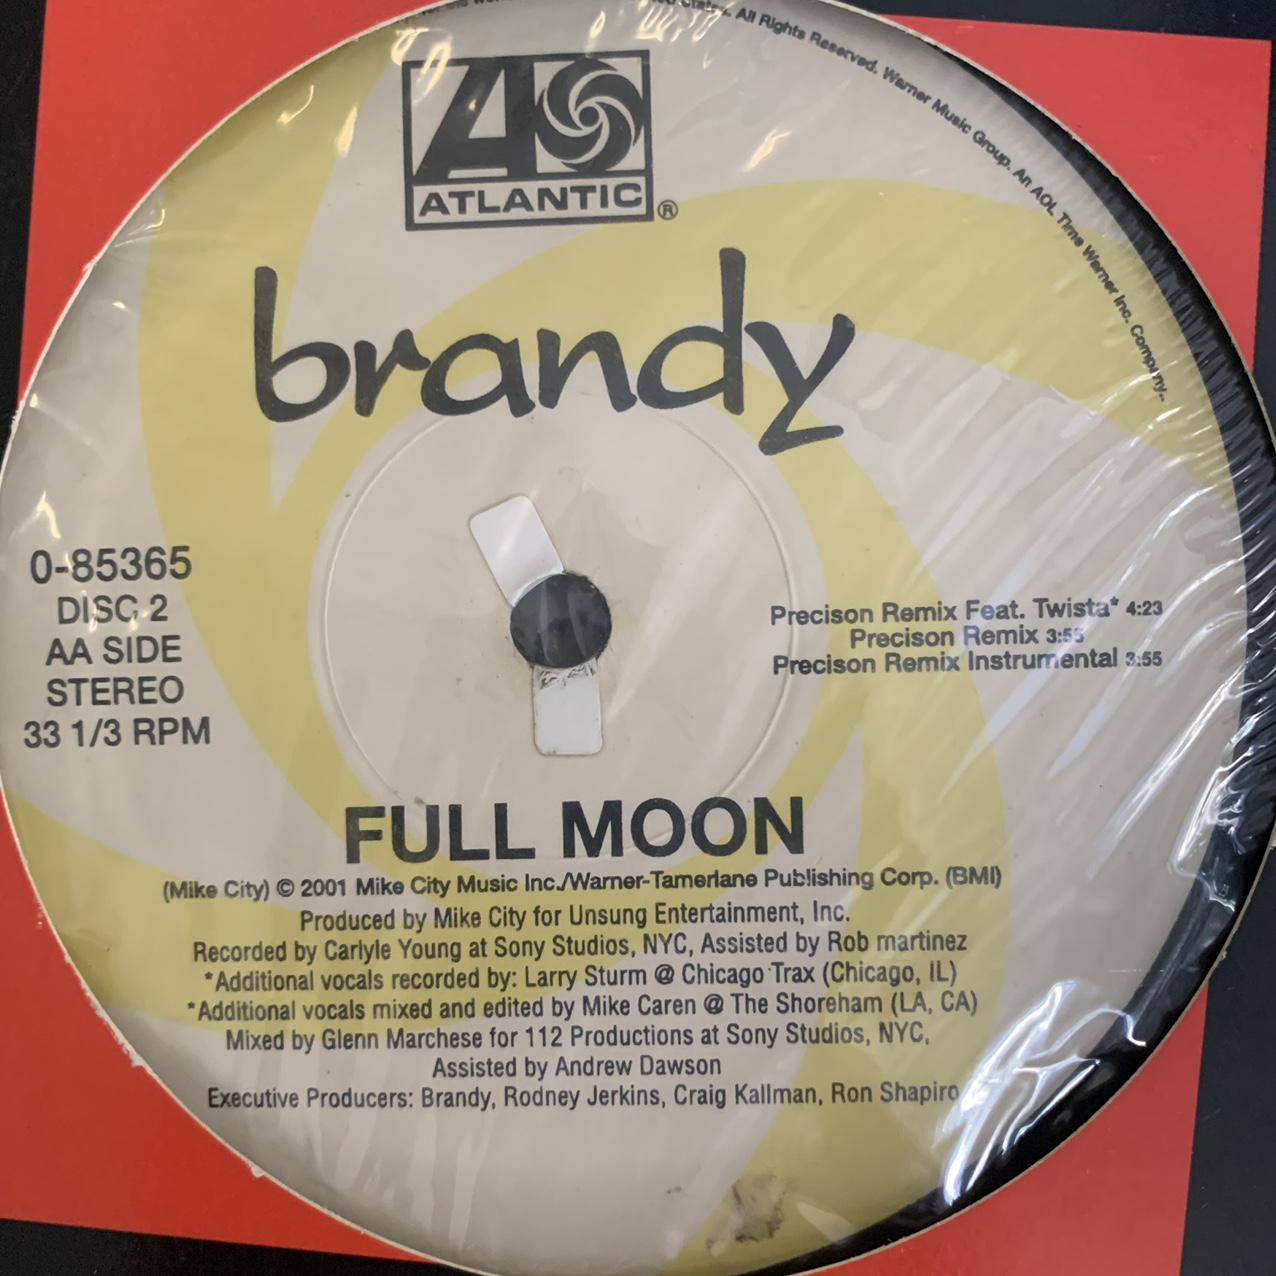 States. All Rights Reserved. Warner Music Group. An AOL Time Warner Inc. Company.
ATLANTIC®
brandy
0-85365
DISC 2
AA SIDE
STEREO
33 1/3 RPM
Precison Remix Feat. Twista* 4:23
Precison Remix 3:55
Precison Remix Instrumental 3:55
FULL MOON
(Mike City) © 2001 Mike City Music Inc./Warner-Tamerlane Publishing Corp. (BMI)
Produced by Mike City for Unsung Entertainment, Inc.
Recorded by Carlyle Young at Sony Studios, NYC, Assisted by Rob martinez
*Additional vocals recorded by: Larry Sturm @ Chicago Trax (Chicago, IL)
*Additional vocals mixed and edited by Mike Caren @ The Shoreham (LA, CA)
Mixed by Glenn Marchese for 112 Productions at Sony Studios, NYC,
Assisted by Andrew Dawson
Executive Producers: Brandy, Rodney Jerkins, Craig Kallman, Ron Shapiro